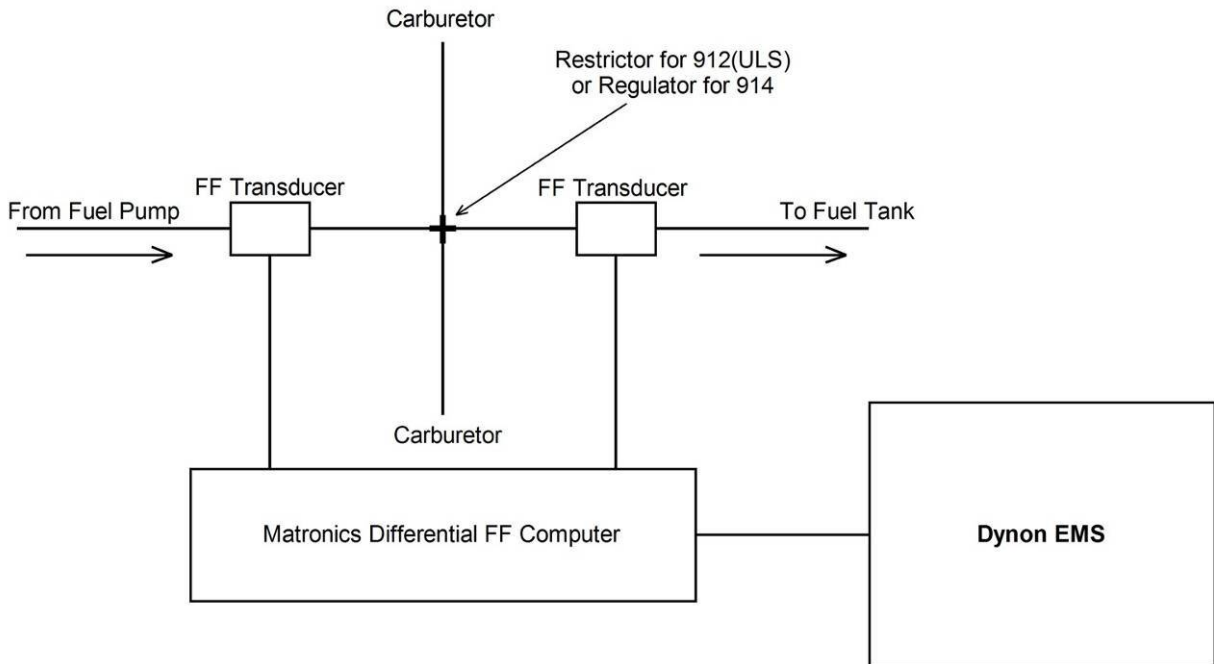 Carburetor
Restrictor for 912(ULS)
or Regulator for 914
FF Transducer
FF Transducer
From Fuel Pump
To Fuel Tank
Carburetor
Matronics Differential FF Computer
Dynon EMS